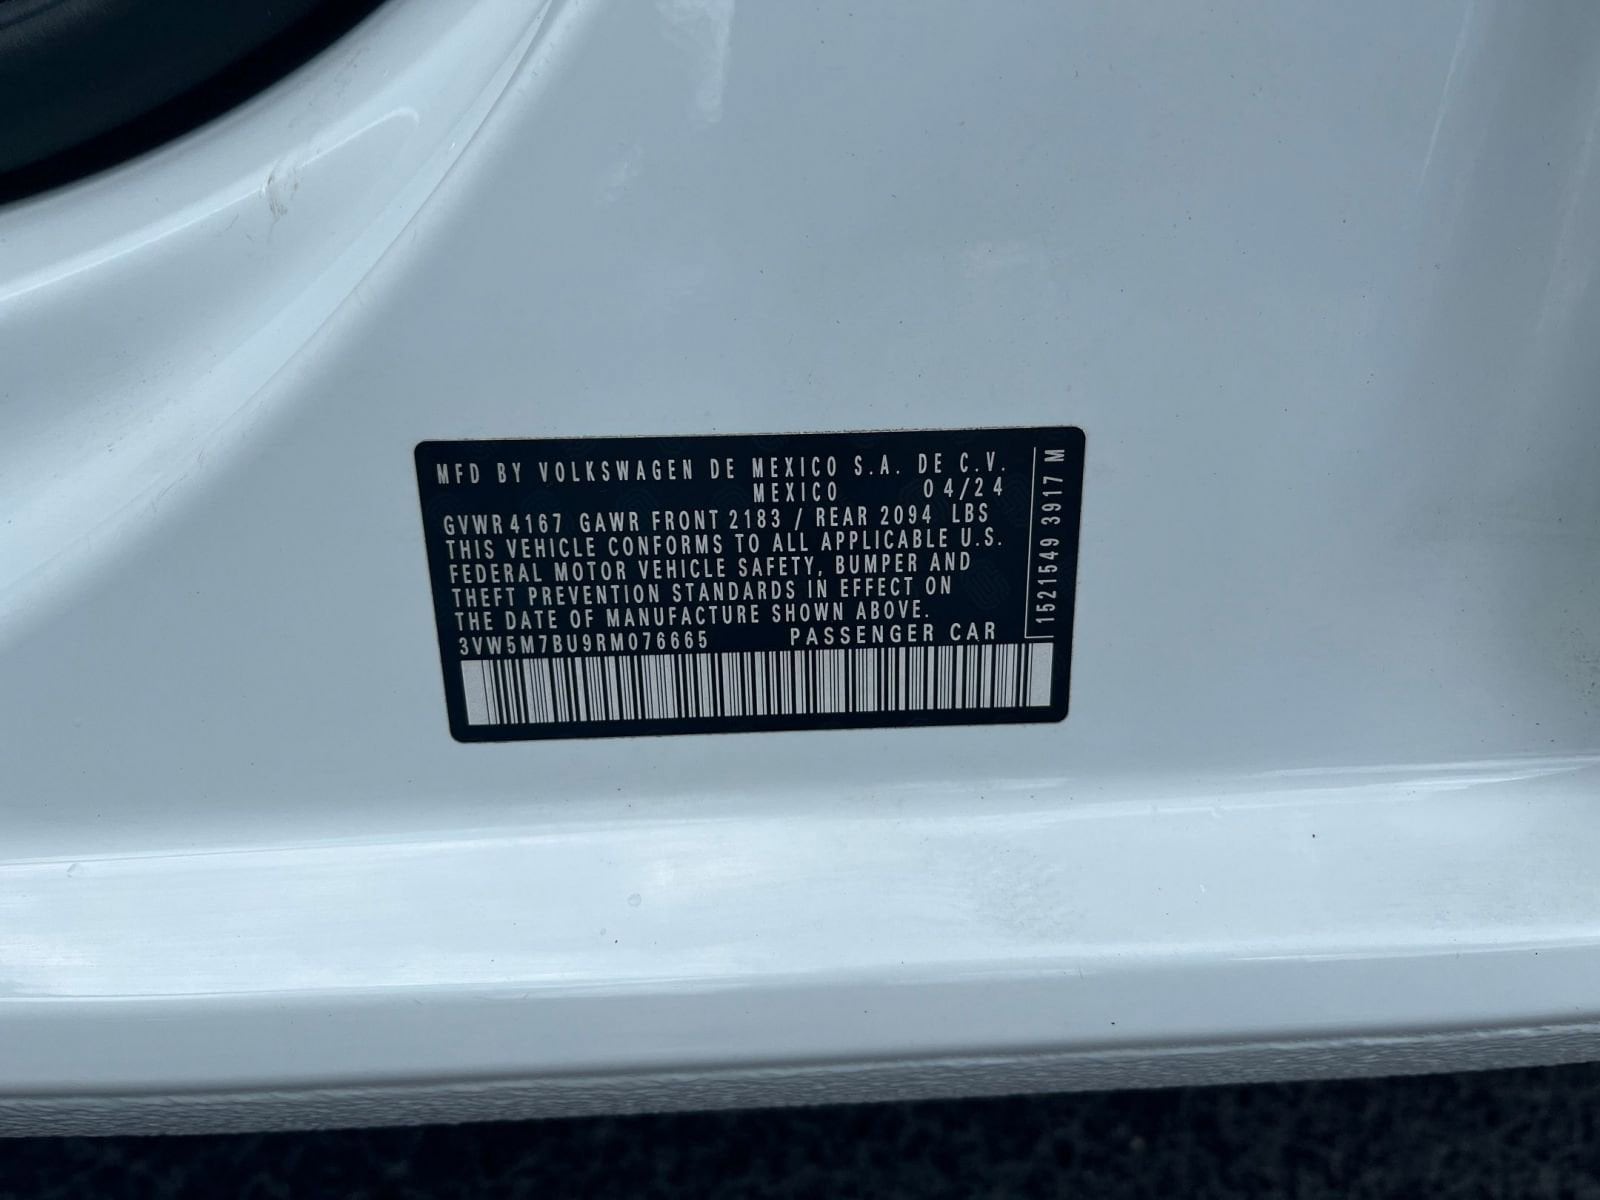 MFD BY VOLKSWAGEN DE MEXICO S.A. DE C.V.
MEXICO 04/24
GVWR 4167 GAWR FRONT 2183 / REAR 2094 LBS
THIS VEHICLE CONFORMS TO ALL APPLICABLE U.S.
FEDERAL MOTOR VEHICLE SAFETY, BUMPER AND
THEFT PREVENTION STANDARDS IN EFFECT ON
THE DATE OF MANUFACTURE SHOWN ABOVE.
3VW5M7BU9RM076665 PASSENGER CAR
1521549 3917 M